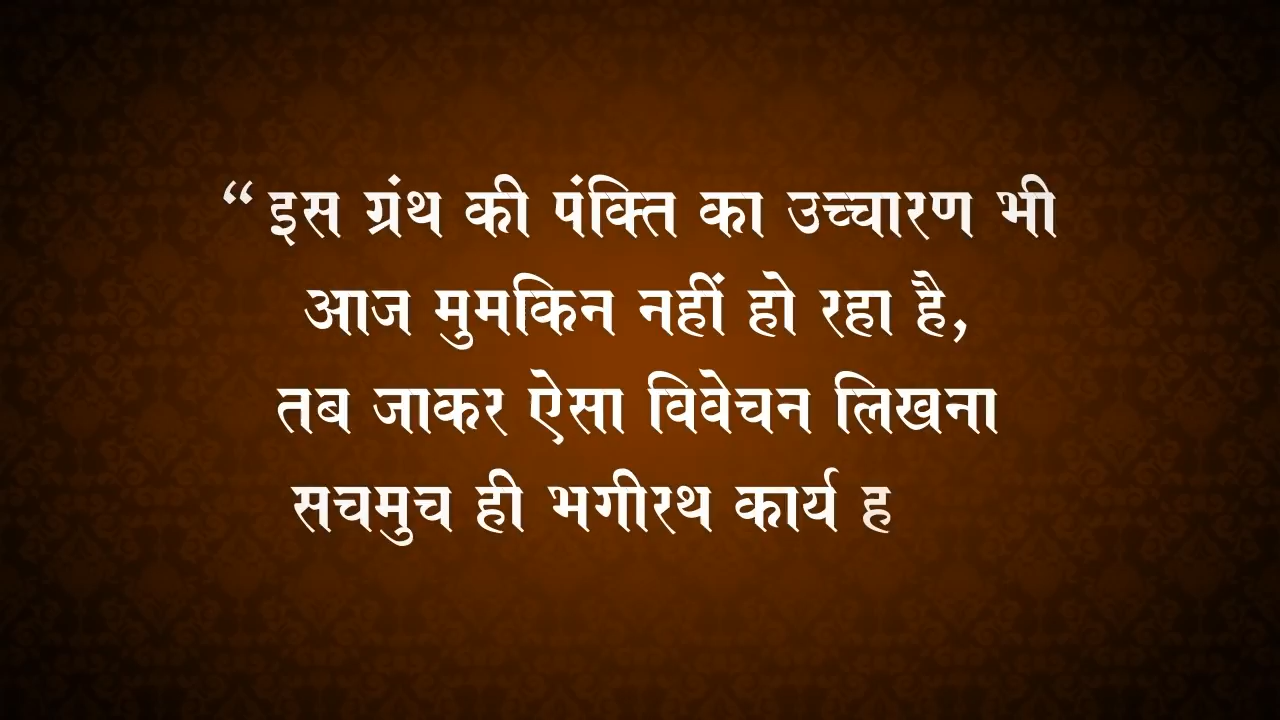 “ इस ग्रंथ की पंक्ति का उच्चारण भी
आज मुमकिन नहीं हो रहा है,
तब जाकर ऐसा विवेचन लिखना
सचमुच ही भगीरथ कार्य ह